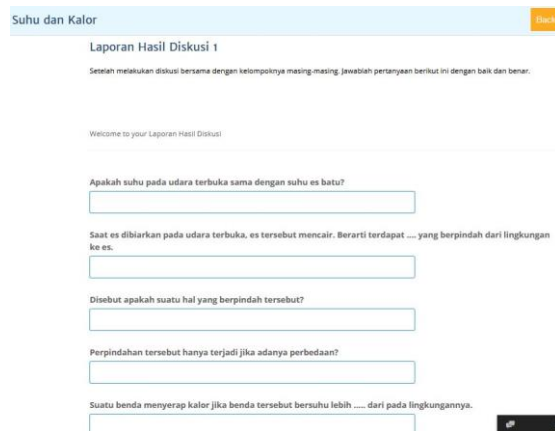 Suhu dan Kalor
Back
Laporan Hasil Diskusi 1
Setelah melakukan diskusi bersama dengan kelompoknya masing-masing. Jawablah pertanyaan berikut ini dengan baik dan benar.
Welcome to your Laporan Hasil Diskusi
Apakah suhu pada udara terbuka sama dengan suhu es batu?
Saat es dibiarkan pada udara terbuka, es tersebut mencair. Berarti terdapat .... yang berpindah dari lingkungan
ke es.
Disebut apakah suatu hal yang berpindah tersebut?
Perpindahan tersebut hanya terjadi jika adanya perbedaan?
Suatu benda menyerap kalor jika benda tersebut bersuhu lebih ..... dari pada lingkungannya.